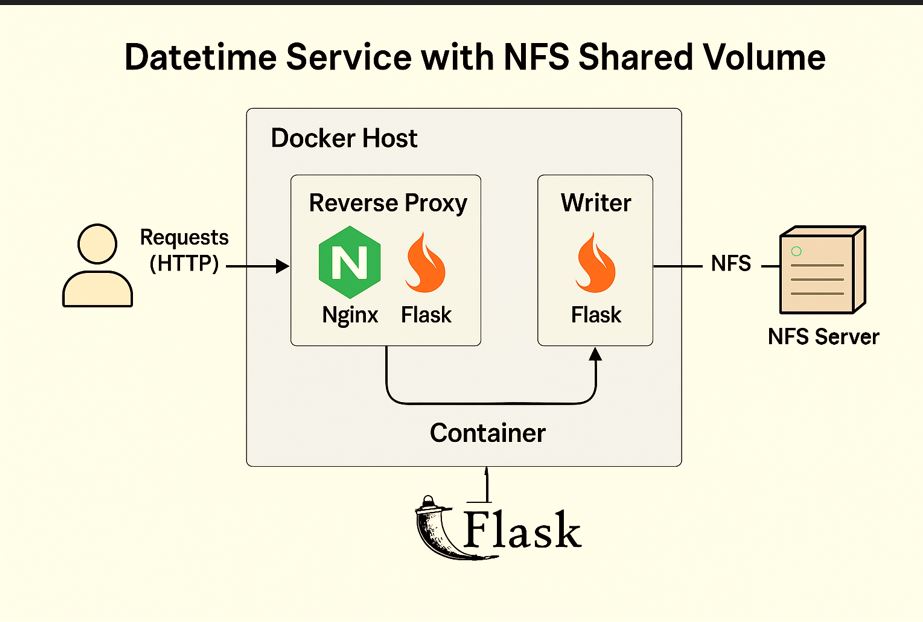 Datetime Service with NFS Shared Volume
Docker Host
Reverse Proxy
Writer
Requests
(HTTP)
N
Nginx
Flask
Flask
NFS
NFS Server
Container
Flask